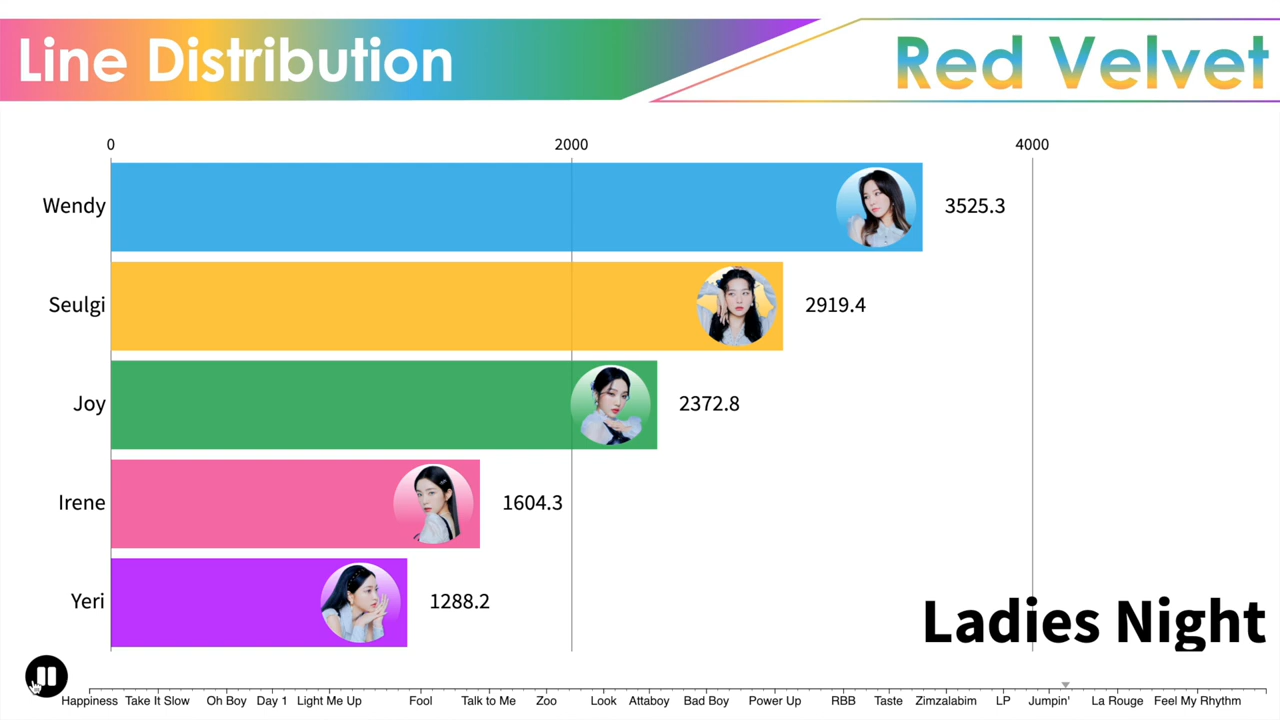 Line Distribution
Red Velvet
0 2000 4000
Wendy 3525.3
Seulgi 2919.4
Joy 2372.8
Irene 1604.3
Yeri 1288.2
Ladies Night
Happiness Take It Slow Oh Boy Day 1 Light Me Up Fool Talk to Me Zoo Look Attaboy Bad Boy Power Up RBB Taste Zimzalabim LP Jumpin' La Rouge Feel My Rhythm